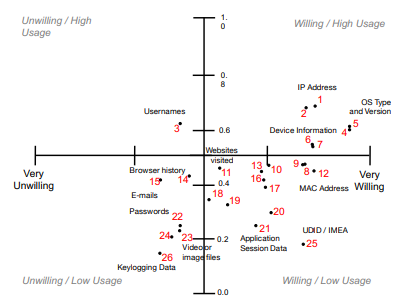 Unwilling / High
Usage
1.
0
Willing / High
Usage
0.
8
IP Address
1
2
OS Type
and Version
5
4
Usernames
3
0.6
Device Information
6
7
Websites
visited
Very
Unwilling
Very
Willing
Browser history
14
15
11
13
10
16
17
9
8
12
0.4
MAC Address
E-mails
18
19
Passwords
22
20
21
24
23
Video or
image files
0.2
Application
Session Data
UDID / IMEA
25
26
Keylogging Data
Unwilling / Low Usage
Willing / Low Usage
0.0